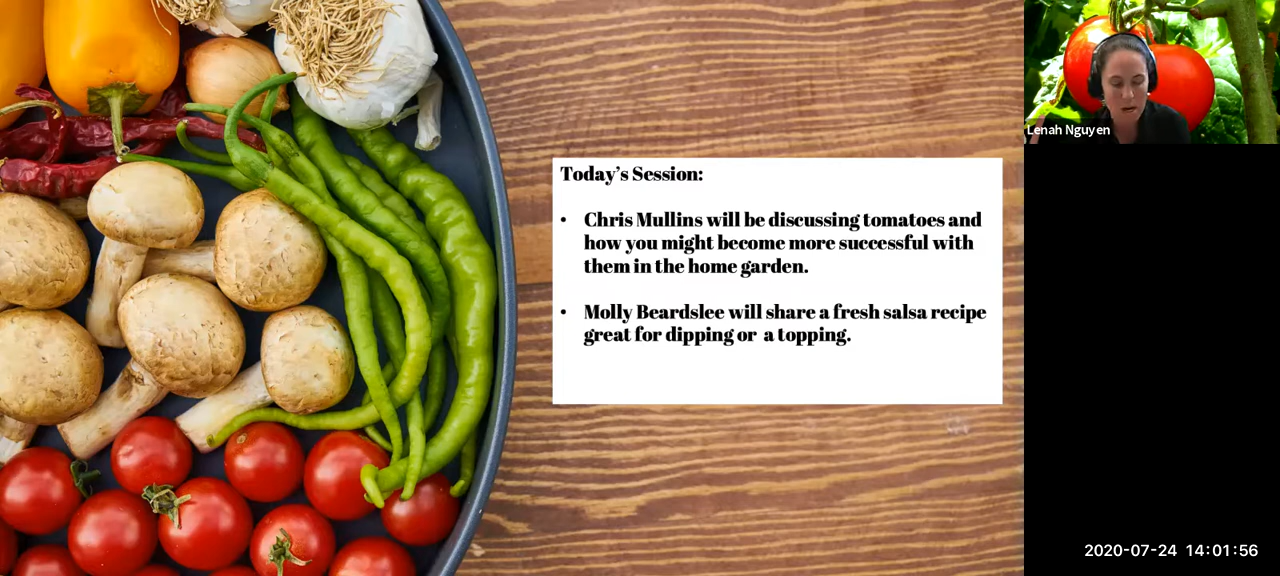 Today's Session:
• Chris Mullins will be discussing tomatoes and
how you might become more successful with
them in the home garden.
• Molly Beardslee will share a fresh salsa recipe
great for dipping or  a topping.
Lenah Nguyen
2020-07-24 14:01:56